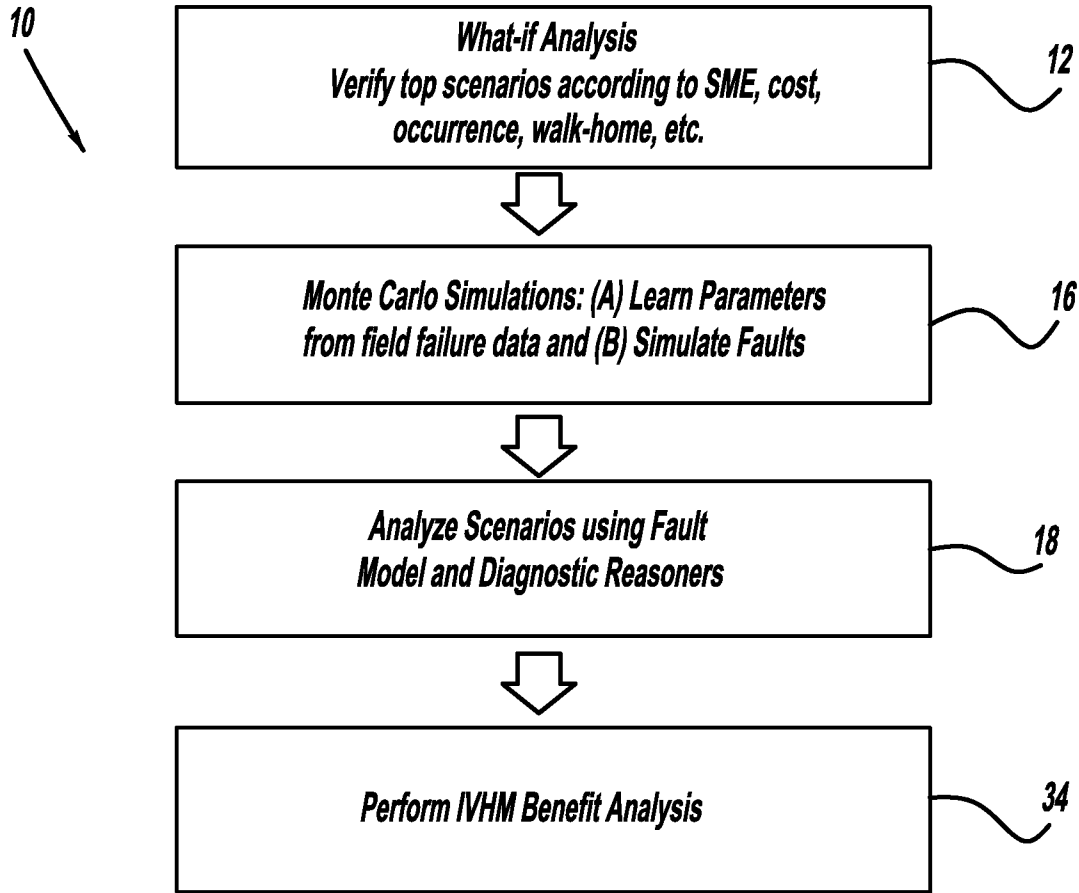 10
What-if Analysis
Verify top scenarios according to SME, cost,
occurrence, walk-home, etc.
12
Monte Carlo Simulations: (A) Learn Parameters
from field failure data and (B) Simulate Faults
16
Analyze Scenarios using Fault
Model and Diagnostic Reasoners
18
Perform IVHM Benefit Analysis
34